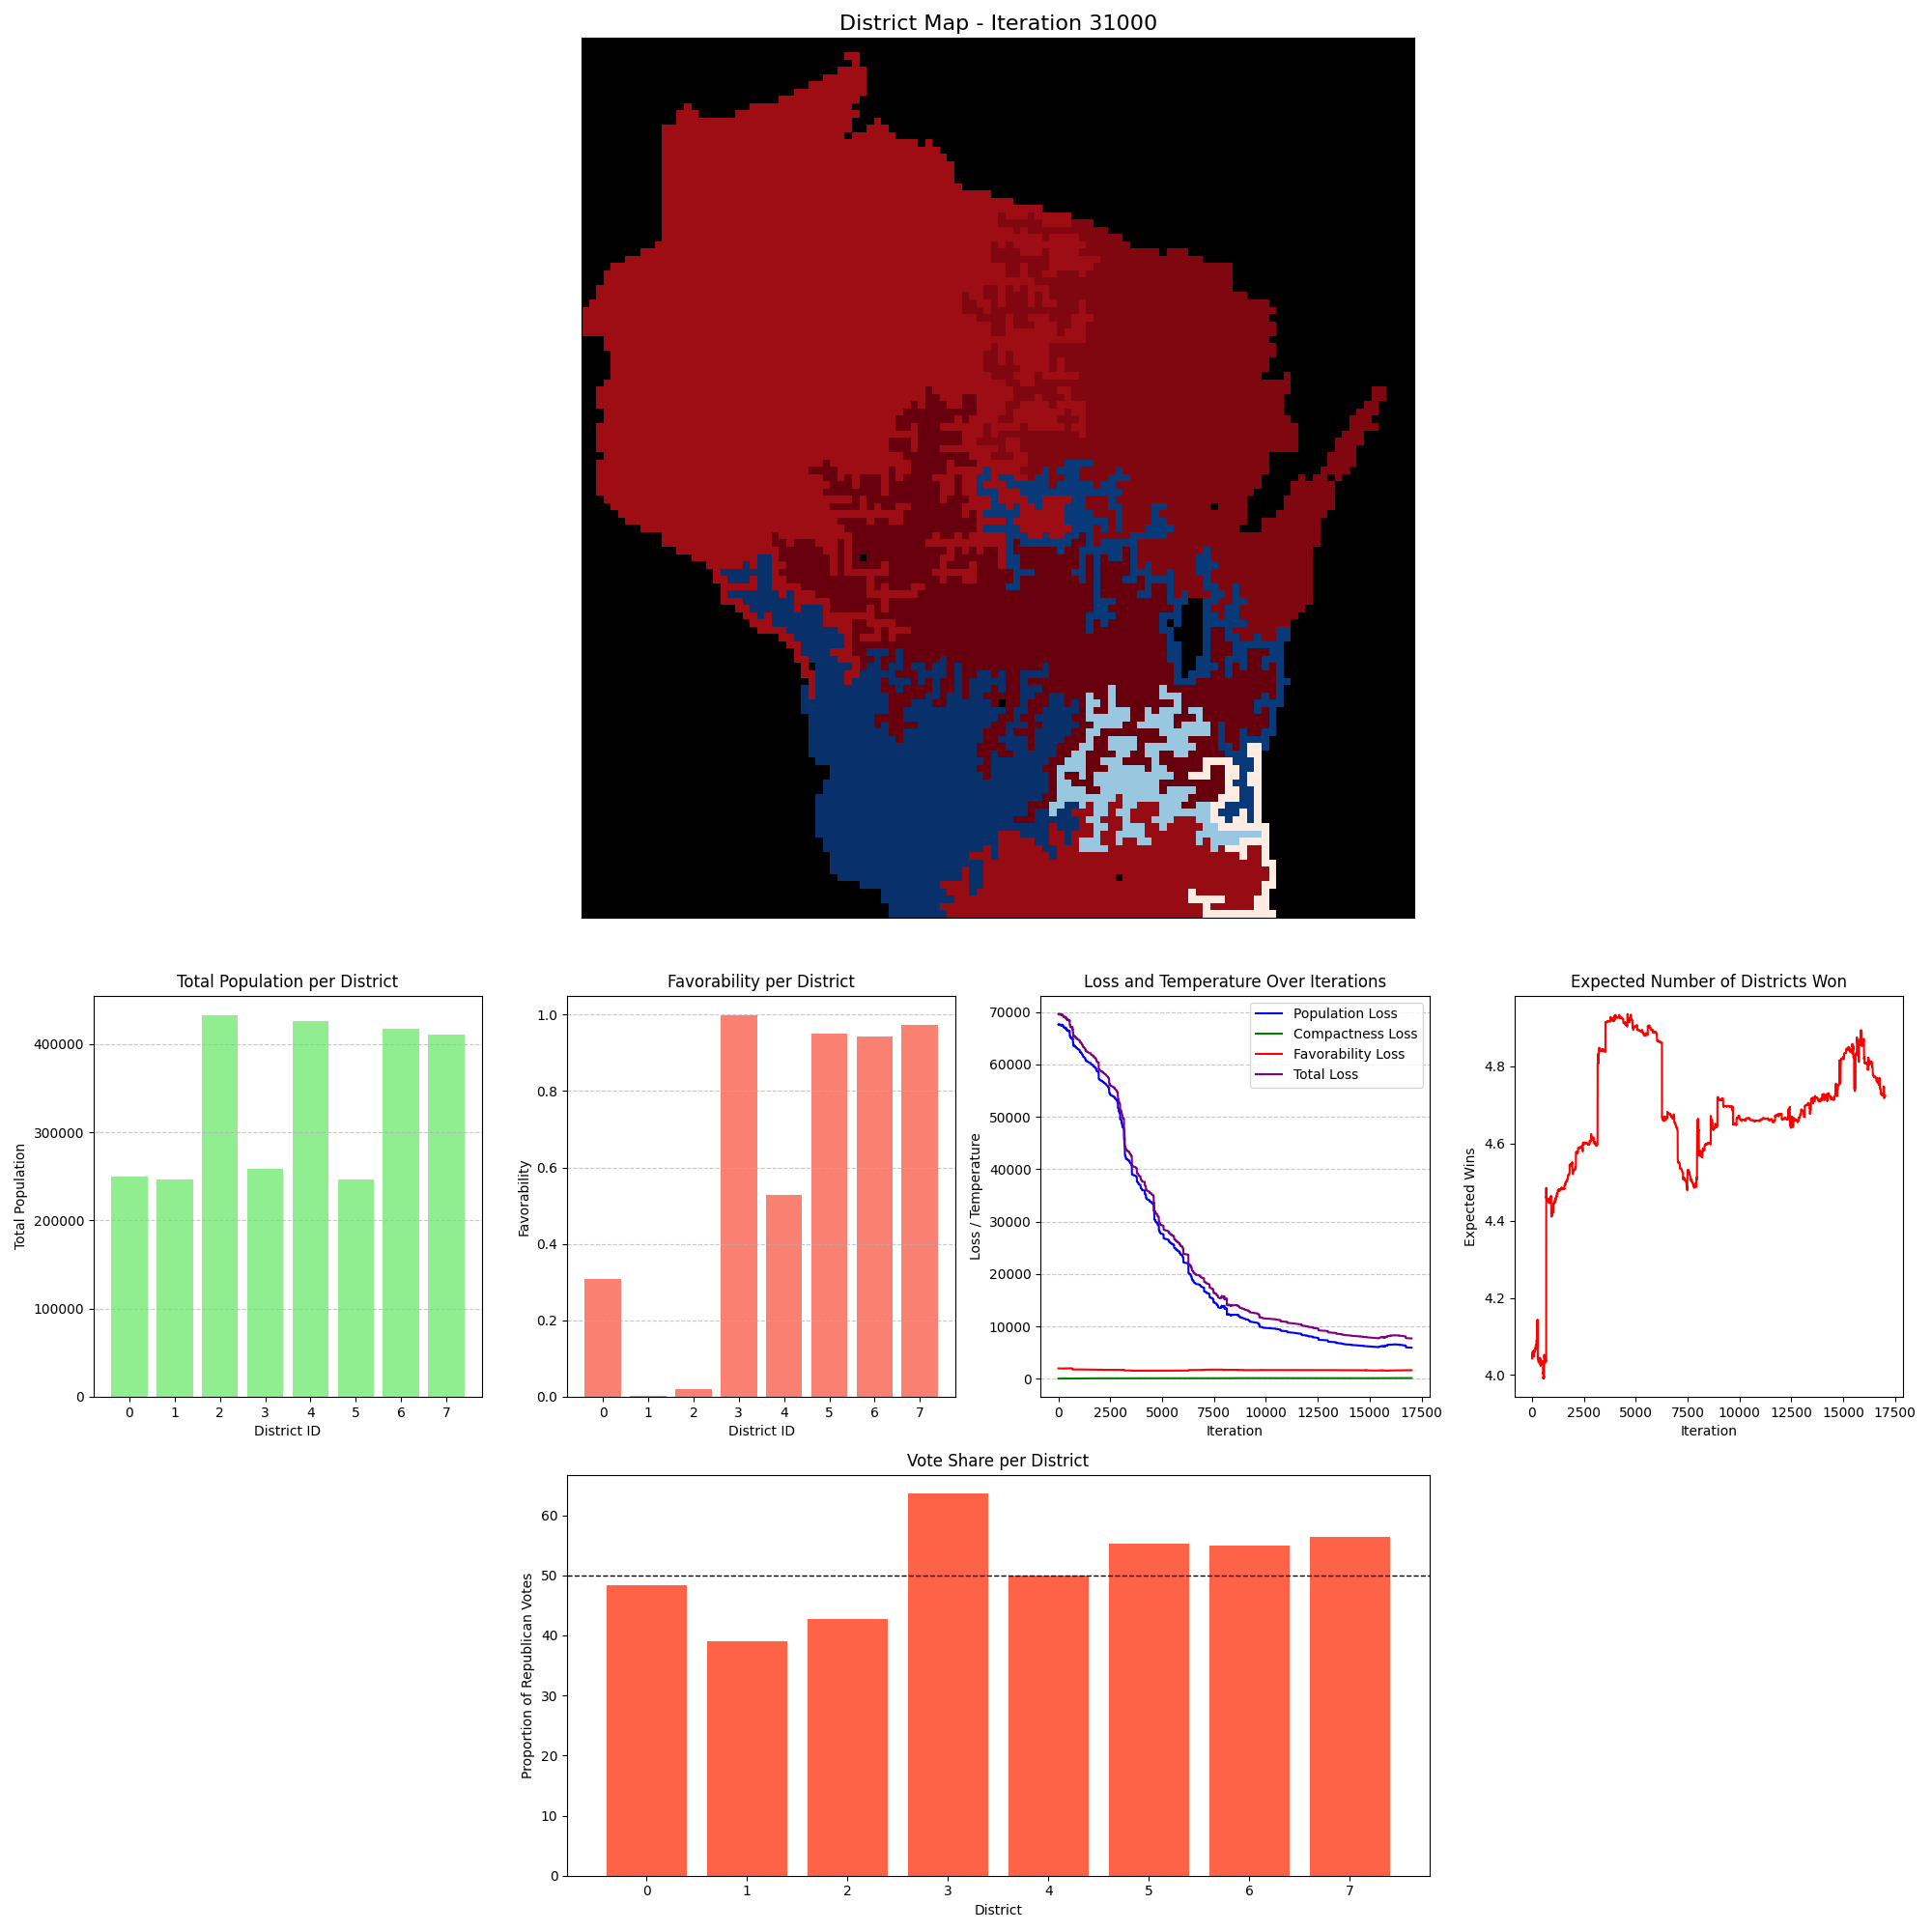 District Map - Iteration 31000
Total Population per District
Total Population
400000
300000
200000
100000
0
0 1 2 3 4 5 6 7
District ID
Favorability per District
Favorability
1.0
0.8
0.6
0.4
0.2
0.0
0 1 2 3 4 5 6 7
District ID
Loss and Temperature Over Iterations
Loss / Temperature
70000
60000
50000
40000
30000
20000
10000
0
Population Loss
Compactness Loss
Favorability Loss
Total Loss
0 2500 5000 7500 10000 12500 15000 17500
Iteration
Expected Number of Districts Won
Expected Wins
4.8
4.6
4.4
4.2
4.0
0 2500 5000 7500 10000 12500 15000 17500
Iteration
Vote Share per District
Proportion of Republican Votes
60
50
40
30
20
10
0
0 1 2 3 4 5 6 7
District